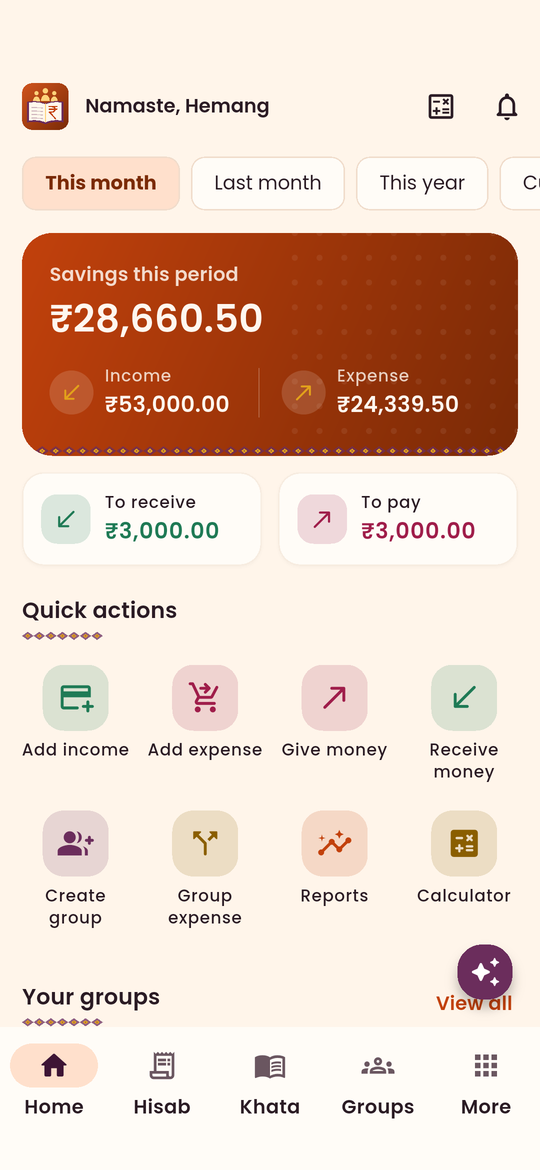 Namaste, Hemang
This month
Last month
This year
Savings this period
₹28,660.50
Income
₹53,000.00
Expense
₹24,339.50
To receive
₹3,000.00
To pay
₹3,000.00
Quick actions
Add income
Add expense
Give money
Receive
money
Create
group
Group
expense
Reports
Calculator
Your groups
View all
Home
Hisab
Khata
Groups
More